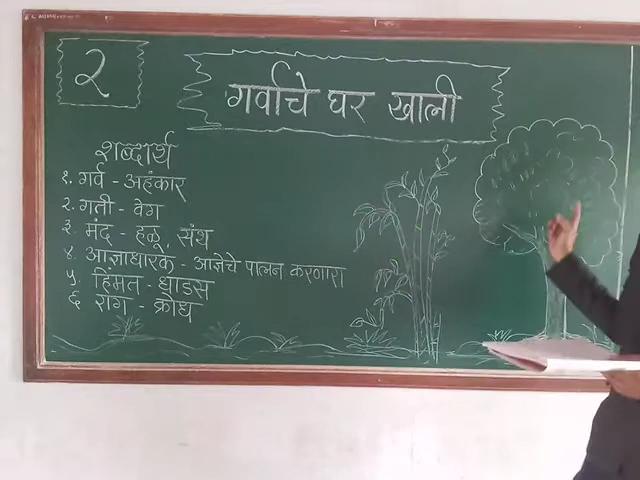 २
गर्वाचे घर खाली
शब्दार्थ
१. गर्व - अहंकार
२. गती - वेग
३. मंद - हळू, संथ
४. आज्ञाधारक - आज्ञेचे पालन करणारा
५. हिंमत - धाडस
६ राग - क्रोध